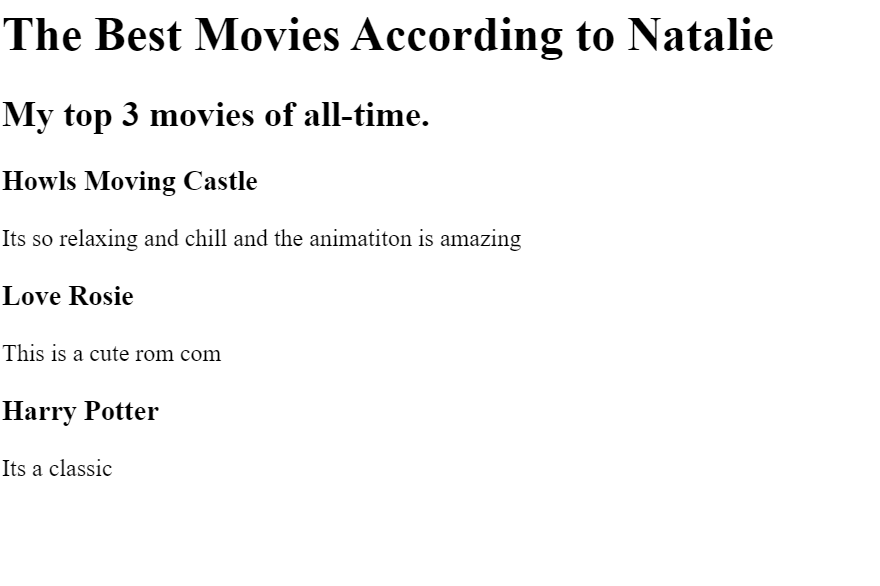 The Best Movies According to Natalie
My top 3 movies of all-time.
Howls Moving Castle
Its so relaxing and chill and the animatiton is amazing
Love Rosie
This is a cute rom com
Harry Potter
Its a classic